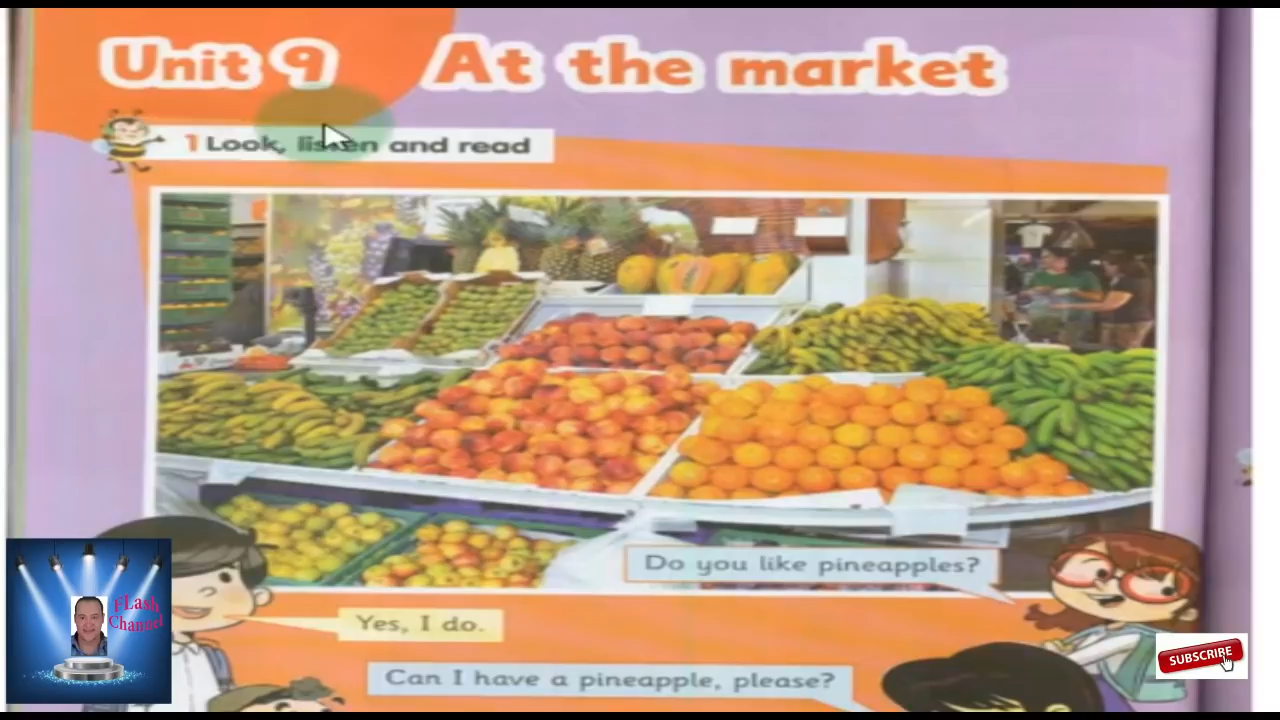 Unit 9 At the market
1 Look, listen and read
Do you like pineapples?
Yes, I do.
Can I have a pineapple, please?
FLash
Channel
SUBSCRIBE